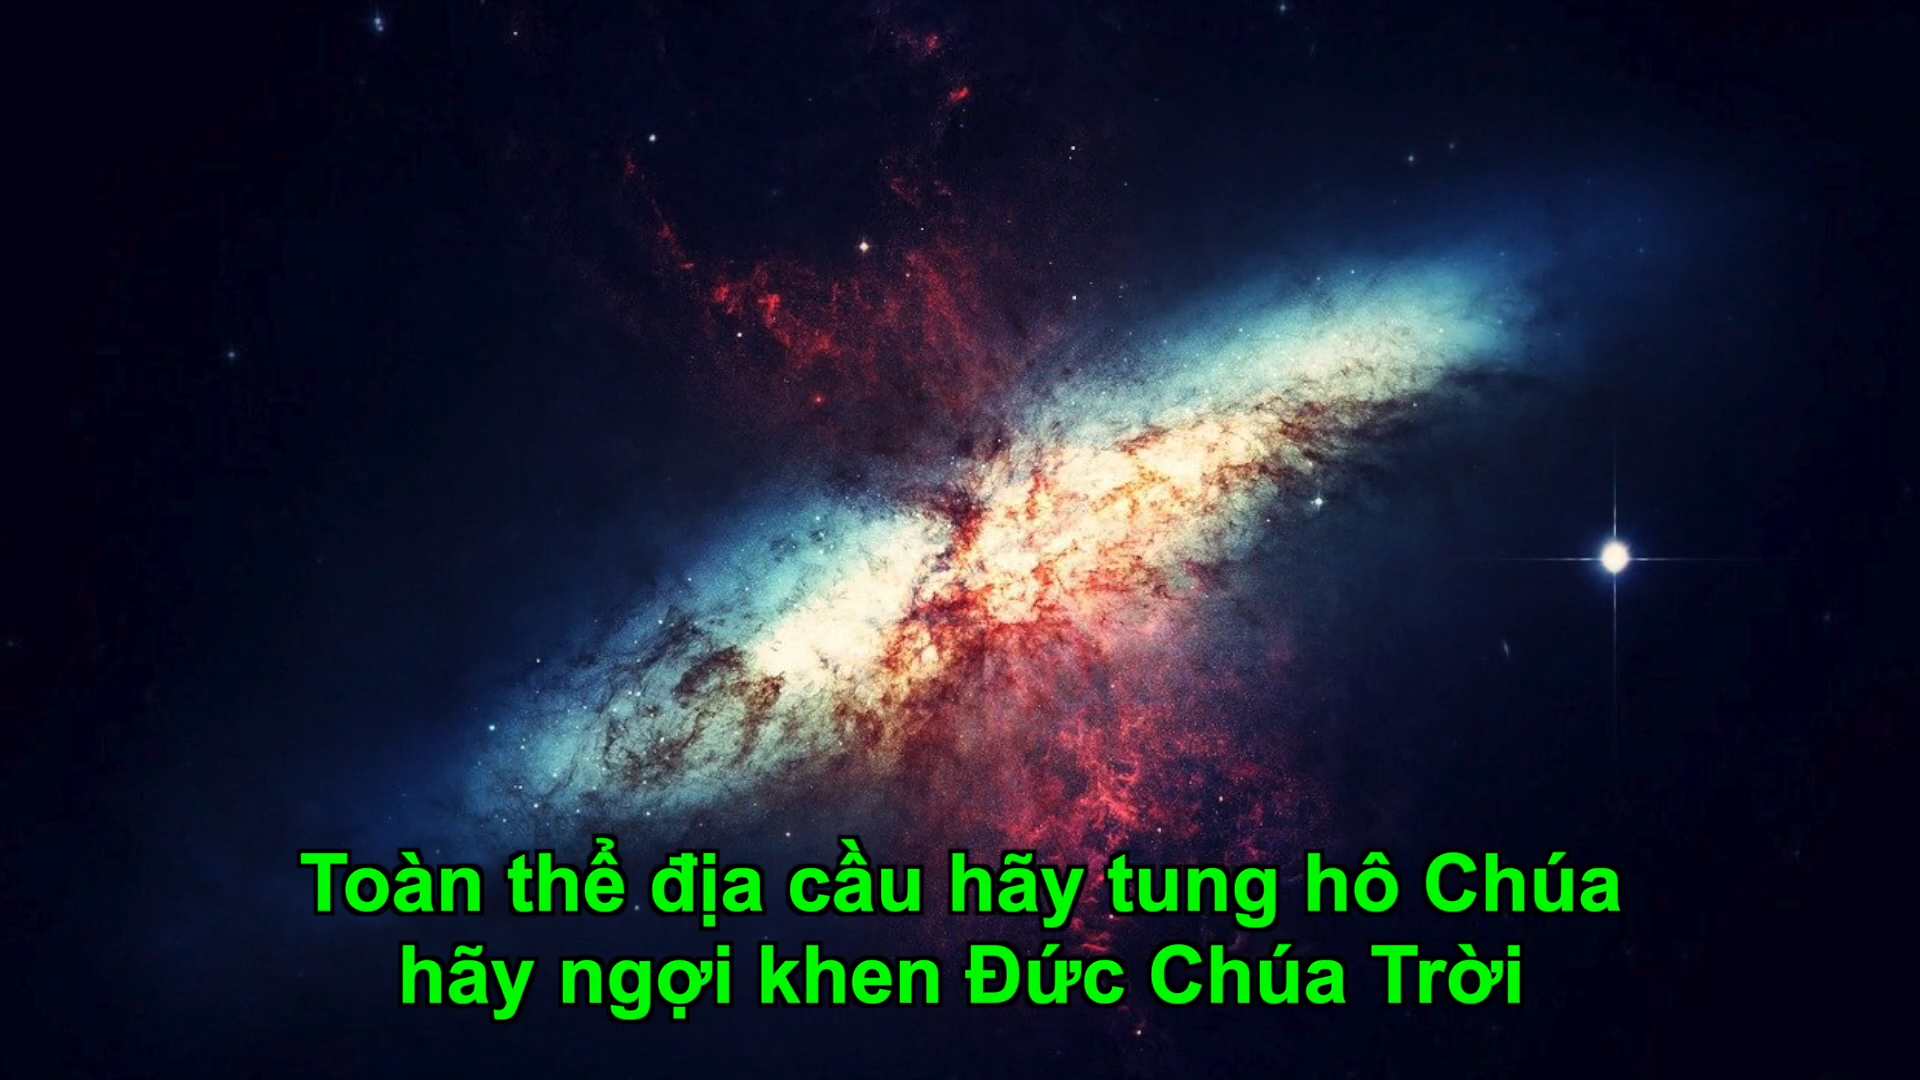 Toàn thể địa cầu hãy tung hô Chúa
hãy ngợi khen Đức Chúa Trời